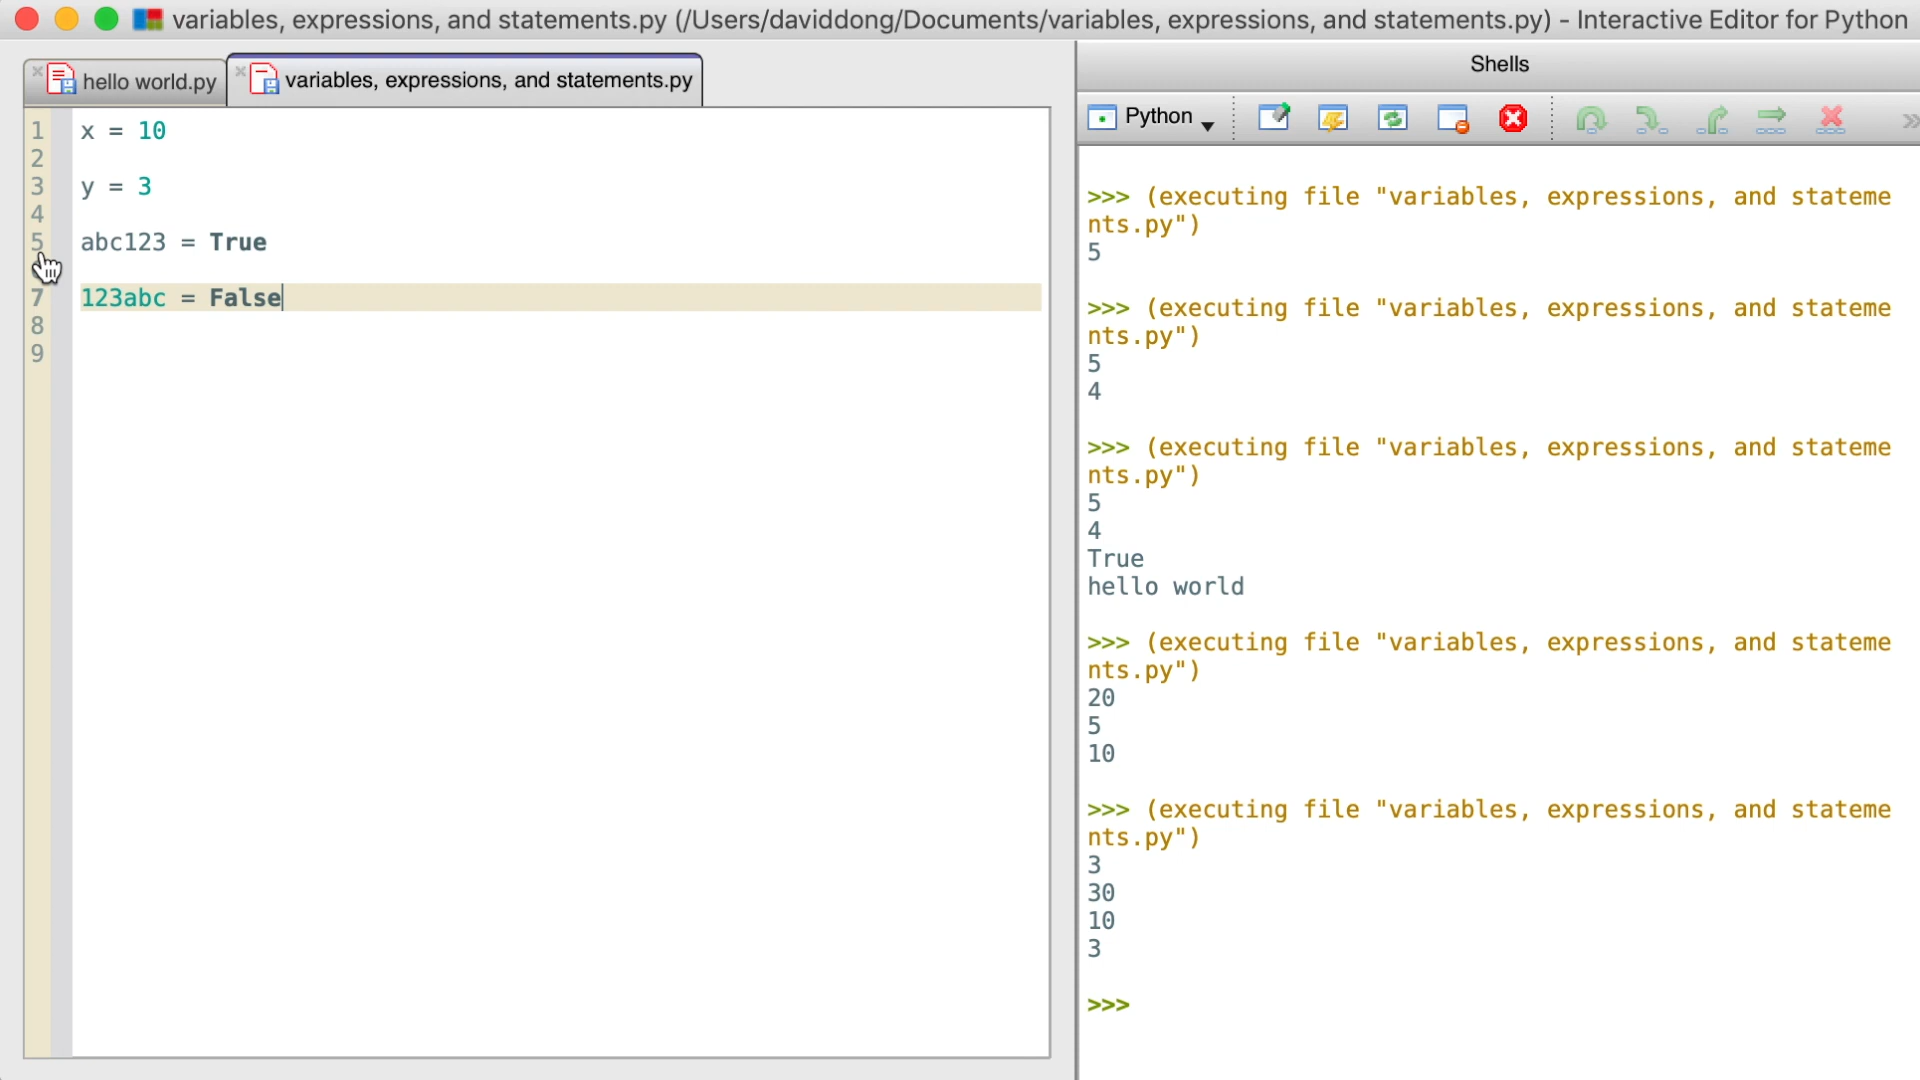 variables, expressions, and statements.py (/Users/daviddong/Documents/variables, expressions, and statements.py) - Interactive Editor for Python
hello world.py
variables, expressions, and statements.py
1 x = 10
2
3 y = 3
4
5 abc123 = True
7 123abc = False
8
9
Shells
Python
>>> (executing file "variables, expressions, and stateme
nts.py")
5
>>> (executing file "variables, expressions, and stateme
nts.py")
5
4
>>> (executing file "variables, expressions, and stateme
nts.py")
5
4
True
hello world
>>> (executing file "variables, expressions, and stateme
nts.py")
20
5
10
>>> (executing file "variables, expressions, and stateme
nts.py")
3
30
10
3
>>>